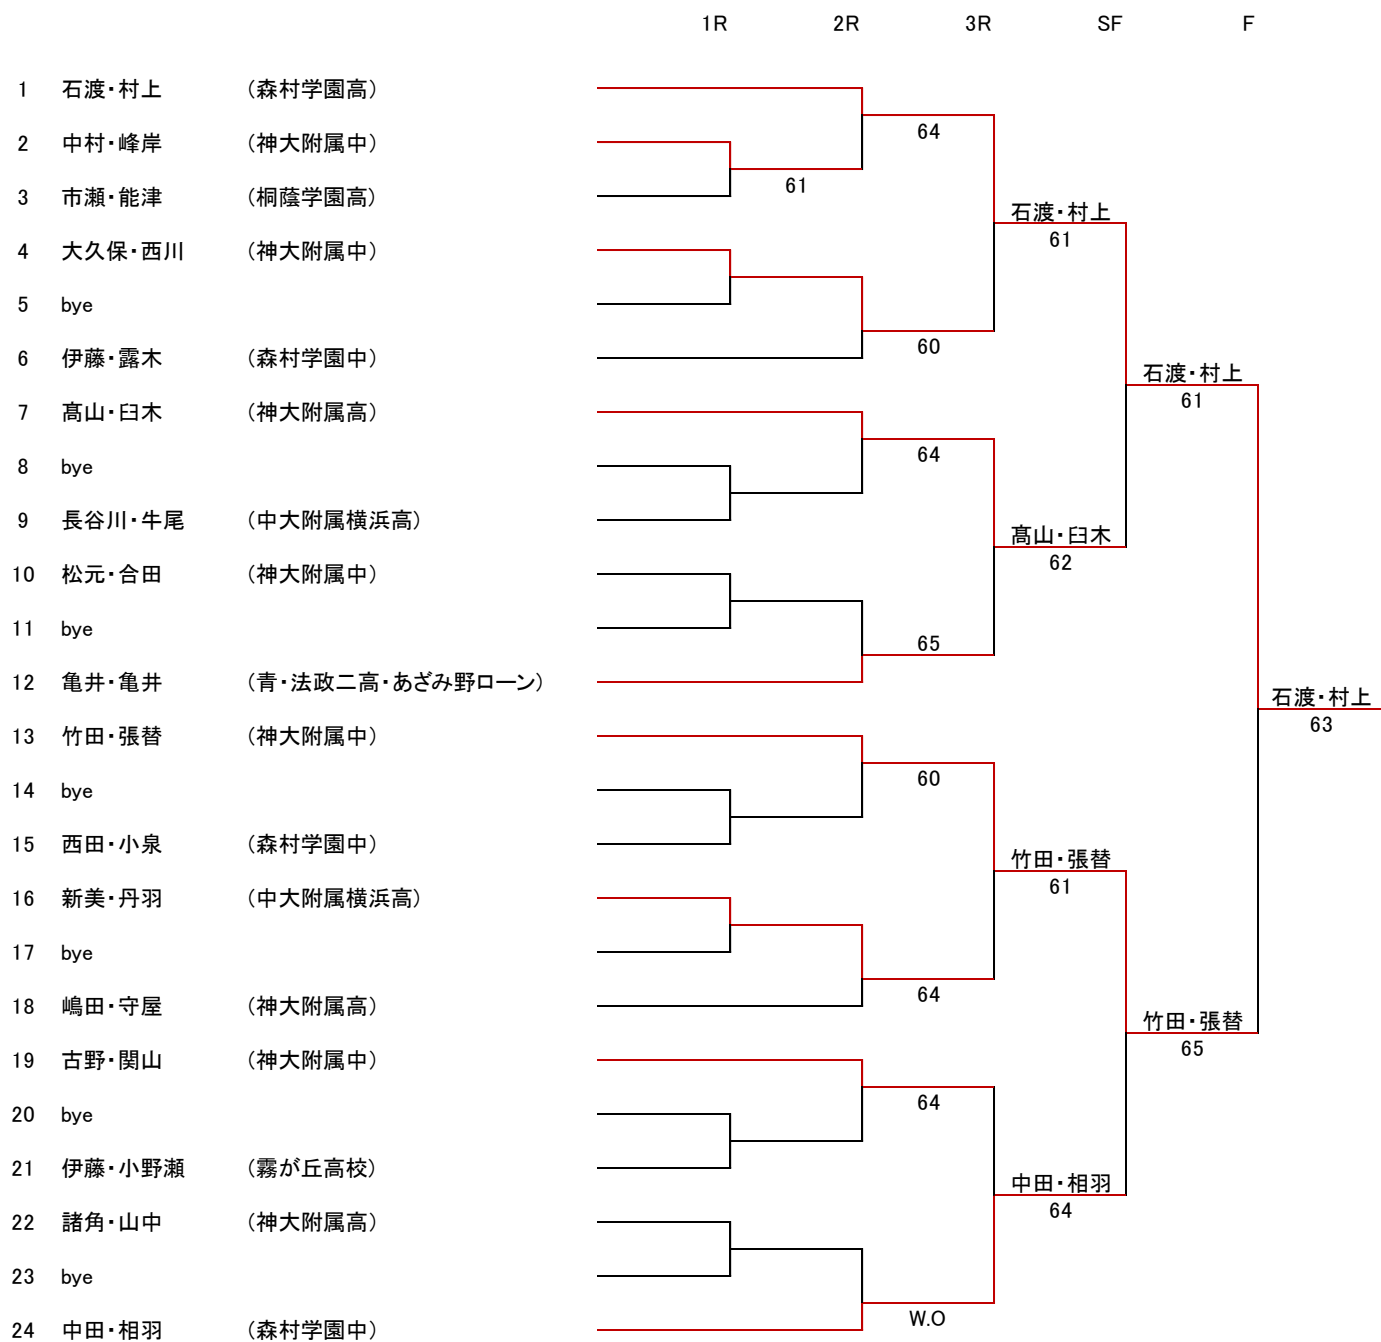 1R 2R 3R SF F
1 石渡・村上 （森村学園高）
64
2 中村・峰岸 （神大附属中）
61
3 市瀬・能津 （桐蔭学園高）
石渡・村上
61
4 大久保・西川 （神大附属中）
5 bye
60
6 伊藤・露木 （森村学園中）
石渡・村上
61
7 髙山・臼木 （神大附属高）
64
8 bye
9 長谷川・牛尾 （中大附属横浜高）
髙山・臼木
62
10 松元・合田 （神大附属中）
11 bye
65
12 亀井・亀井 （青・法政二高・あざみ野ローン）
石渡・村上
63
13 竹田・張替 （神大附属中）
60
14 bye
15 西田・小泉 （森村学園中）
竹田・張替
61
16 新美・丹羽 （中大附属横浜高）
17 bye
64
18 嶋田・守屋 （神大附属高）
竹田・張替
65
19 古野・関山 （神大附属中）
64
20 bye
21 伊藤・小野瀬 （霧が丘高校）
中田・相羽
64
22 諸角・山中 （神大附属高）
23 bye
W.O
24 中田・相羽 （森村学園中）